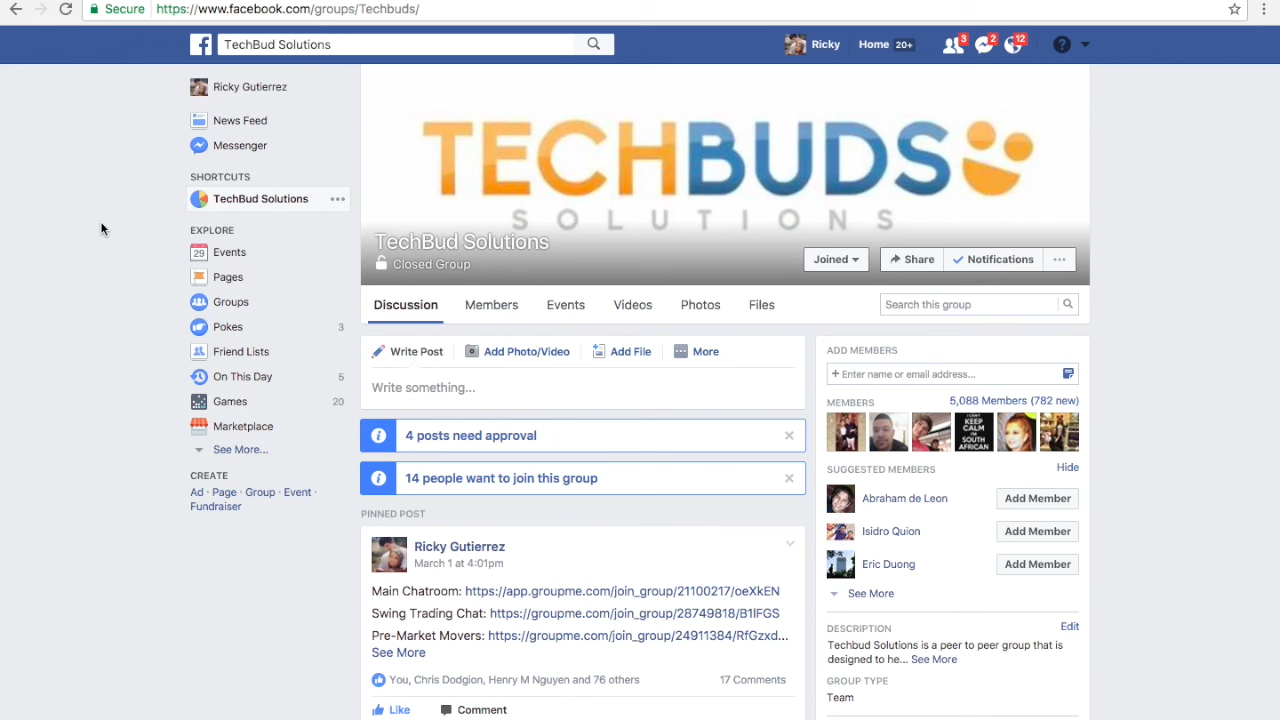 Secure https://www.facebook.com/groups/Techbuds/
TechBud Solutions
Ricky Home 20+ 3 2 12 ?
Ricky Gutierrez
News Feed
Messenger
SHORTCUTS
TechBud Solutions
EXPLORE
29 Events
Pages
Groups
Pokes 3
Friend Lists
On This Day 5
Games 20
Marketplace
See More...
CREATE
Ad · Page · Group · Event ·
Fundraiser
TECHBUDS
SOLUTIONS
TechBud Solutions
Closed Group
Joined Share Notifications
Discussion Members Events Videos Photos Files Search this group
Write Post Add Photo/Video Add File More
Write something...
4 posts need approval
14 people want to join this group
PINNED POST
Ricky Gutierrez
March 1 at 4:01pm
Main Chatroom: https://app.groupme.com/join_group/21100217/oeXkEN
Swing Trading Chat: https://groupme.com/join_group/28749818/B1IFGS
Pre-Market Movers: https://groupme.com/join_group/24911384/RfGzxd...
See More
You, Chris Dodgion, Henry M Nguyen and 76 others 17 Comments
Like Comment
ADD MEMBERS
+ Enter name or email address...
MEMBERS 5,088 Members (782 new)
I CAN'T
KEEP
CALM
I'M
SOUTH
AFRICAN
SUGGESTED MEMBERS Hide
Abraham de Leon Add Member
Isidro Quion Add Member
Eric Duong Add Member
See More
DESCRIPTION Edit
Techbud Solutions is a peer to peer group that is
designed to he... See More
GROUP TYPE
Team